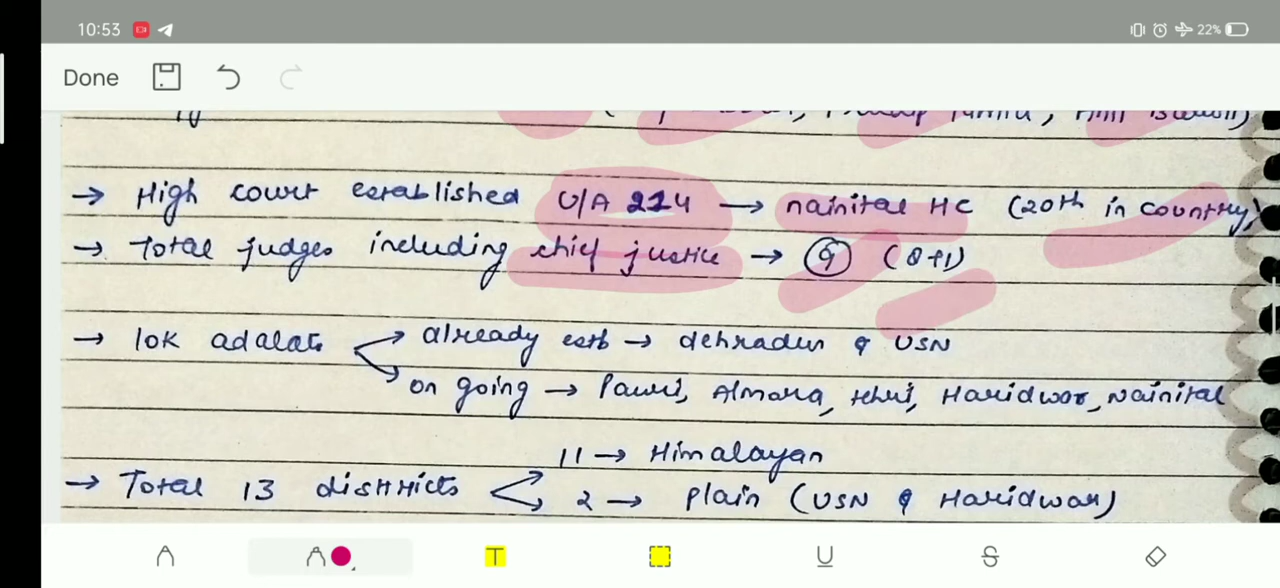 10:53
22%
Done
→ High court established U/A 214 → nainital HC (20th in country)
→ Total judges including chief justice → 9 (8+1)
→ lok adalats
already estb → dehradun & USN
on going → Pauri, Almora, tehri, Haridwar, Nainital
11 → Himalayan
→ Total 13 districts
2 → plain (USN & Haridwar)
T
U
S